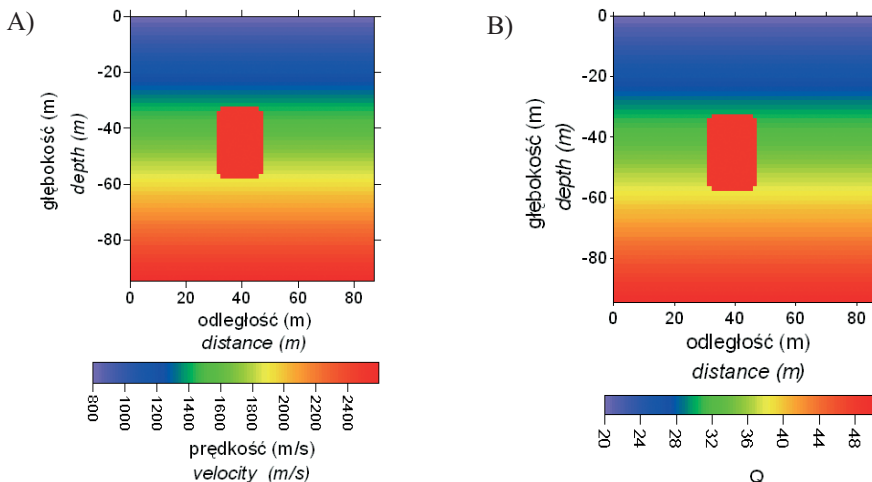 A)
0
-20
-40
-60
-80
głębokość (m)
depth (m)
0 20 40 60 80
odległość (m)
distance (m)
800 1000 1200 1400 1600 1800 2000 2200 2400
prędkość (m/s)
velocity (m/s)
B)
0
-20
-40
-60
-80
głębokość (m)
depth (m)
0 20 40 60 80
odległość (m)
distance (m)
20 24 28 32 36 40 44 48
Q